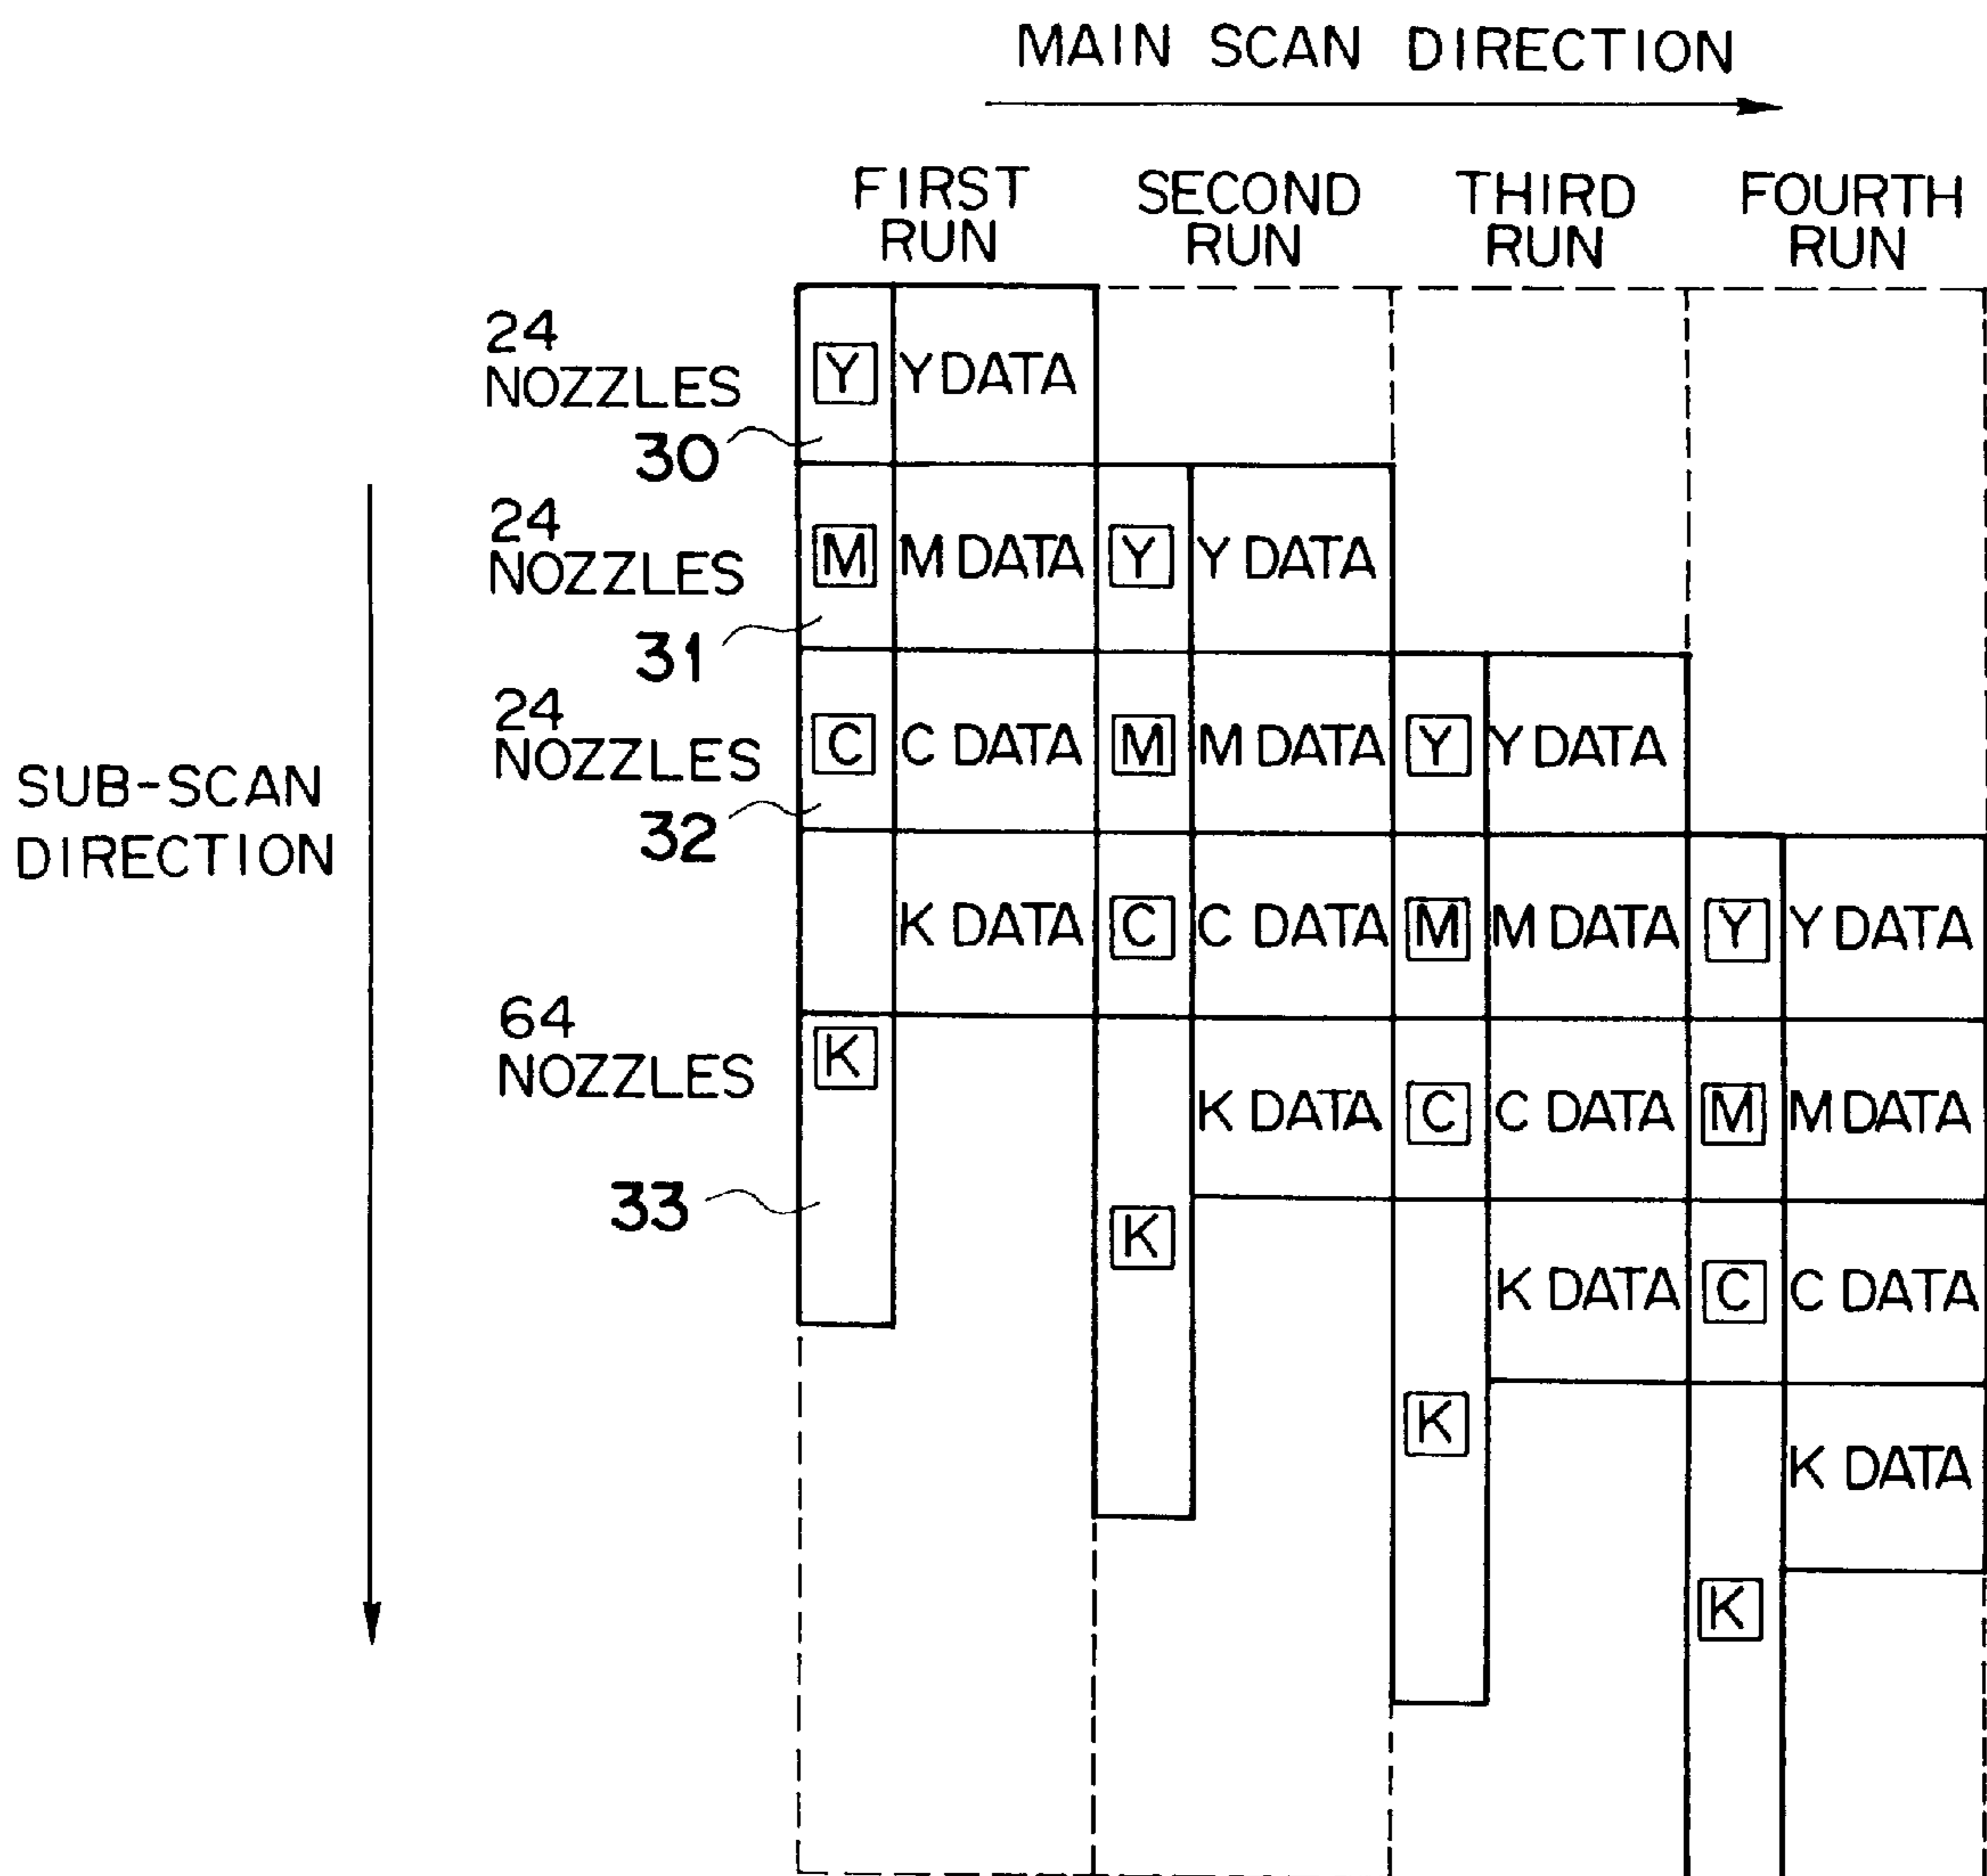 MAIN SCAN DIRECTION
FIRST RUN
SECOND RUN
THIRD RUN
FOURTH RUN
24 NOZZLES
30
Y Y DATA
24 NOZZLES
31
M M DATA Y Y DATA
24 NOZZLES
32
C C DATA M M DATA Y Y DATA
SUB-SCAN DIRECTION
K DATA C C DATA M M DATA Y Y DATA
64 NOZZLES
K
K DATA C C DATA M M DATA
33
K
K DATA C C DATA
K
K DATA
K